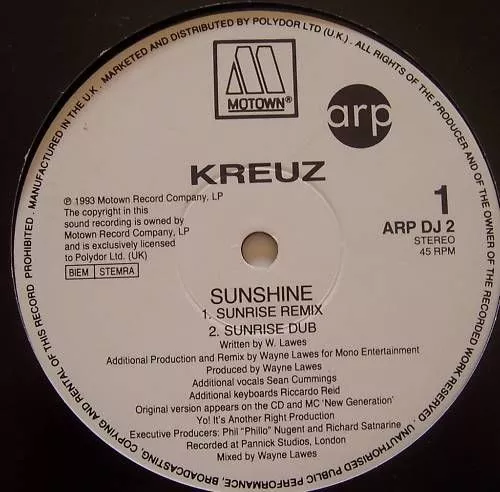 MANUFACTURED IN THE U.K. MARKETED AND DISTRIBUTED BY POLYDOR LTD (U.K.) . ALL RIGHTS OF THE PRODUCER AND OF THE OWNER OF THE RECORDED WORK RESERVED . UNAUTHORISED PUBLIC PERFORMANCE, BROADCASTING, COPYING AND RENTAL OF THIS RECORD PROHIBITED .
MOTOWN®
arp
KREUZ
℗ 1993 Motown Record Company, LP
The copyright in this
sound recording is owned by
Motown Record Company, LP
and is exclusively licensed
to Polydor Ltd. (UK)
BIEM STEMRA
1
ARP DJ 2
STEREO
45 RPM
SUNSHINE
1. SUNRISE REMIX
2. SUNRISE DUB
Written by W. Lawes
Additional Production and Remix by Wayne Lawes for Mono Entertainment
Produced by Wayne Lawes
Additional vocals Sean Cummings
Additional keyboards Riccardo Reid
Original version appears on the CD and MC 'New Generation'
Yo! It's Another Right Production
Executive Producers: Phil "Philo" Nugent and Richard Satnarine
Recorded at Pannick Studios, London
Mixed by Wayne Lawes